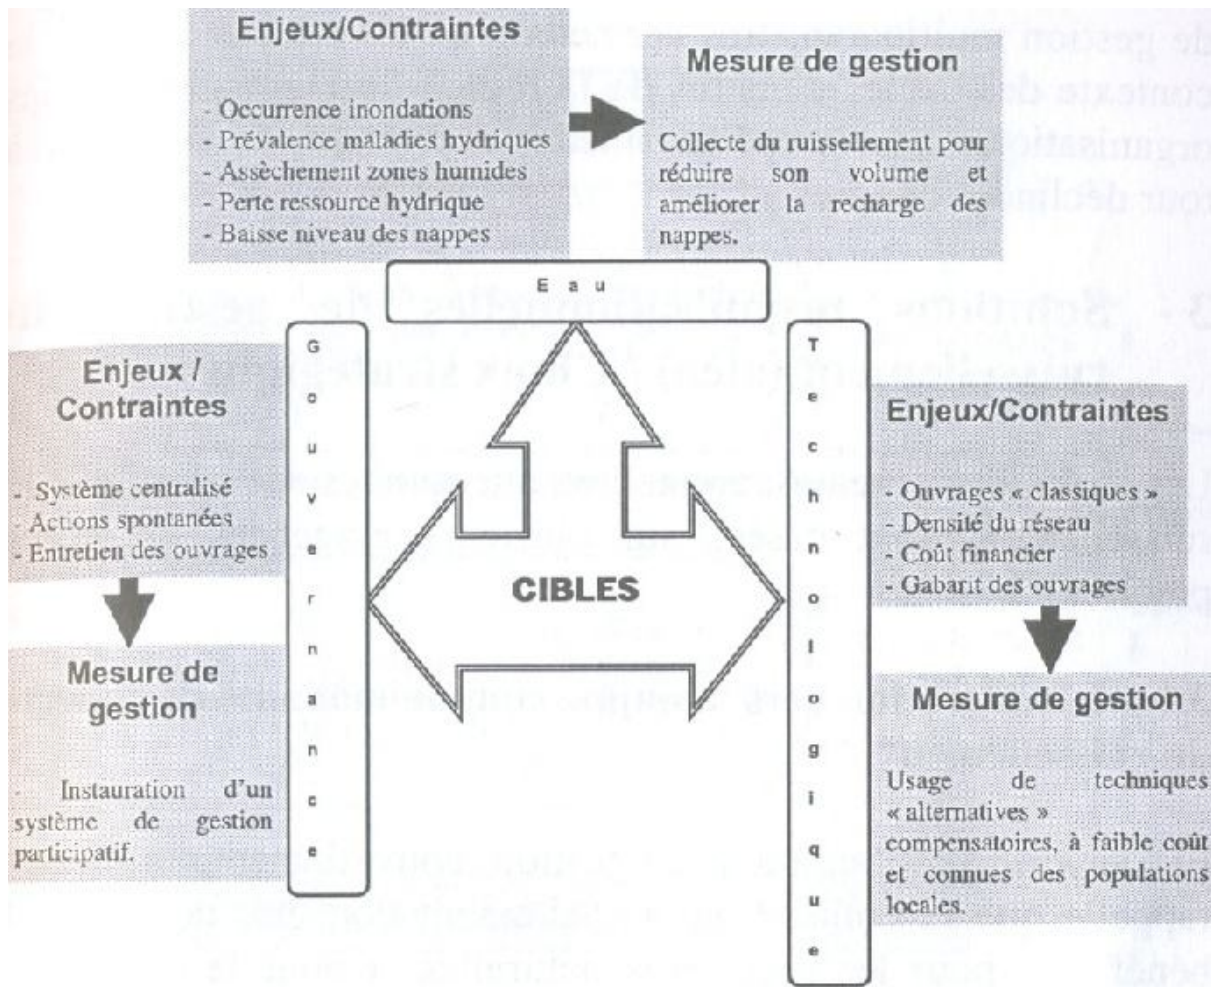 Enjeux/Contraintes
- Occurrence inondations
- Prévalence maladies hydriques
- Assèchement zones humides
- Perte ressource hydrique
- Baisse niveau des nappes
Mesure de gestion
Collecte du ruissellement pour
réduire son volume et
améliorer la recharge des
nappes.
Eau
Gouvernance
Technologique
CIBLES
Enjeux /
Contraintes
- Système centralisé
- Actions spontanées
- Entretien des ouvrages
Mesure de
gestion
- Instauration d'un
système de gestion
participatif.
Enjeux/Contraintes
- Ouvrages « classiques »
- Densité du réseau
- Coût financier
- Gabarit des ouvrages
Mesure de gestion
Usage de techniques
« alternatives »
compensatoires, à faible coût
et connues des populations
locales.